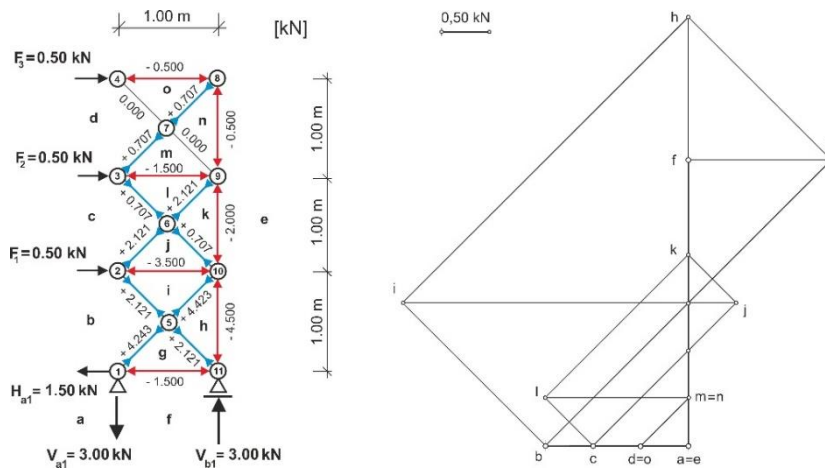 1.00 m
[kN]
F3 = 0.50 kN
4
- 0.500
8
o
d
0.000
+ 0.707
n
7
- 0.500
+ 0.707
m
0.000
1.00 m
F2 = 0.50 kN
3
- 1.500
9
l
c
+ 0.707
+ 2.121
k
6
- 2.000
e
+ 2.121
j
+ 0.707
1.00 m
F1 = 0.50 kN
2
- 3.500
10
i
b
+ 2.121
+ 4.423
h
5
- 4.500
+ 4.243
g
+ 2.121
1.00 m
1
- 1.500
11
Ha1 = 1.50 kN
a
f
Va1 = 3.00 kN
Vb1 = 3.00 kN
0,50 kN
h
f
k
i
j
l
m=n
b
c
d=o
a=e